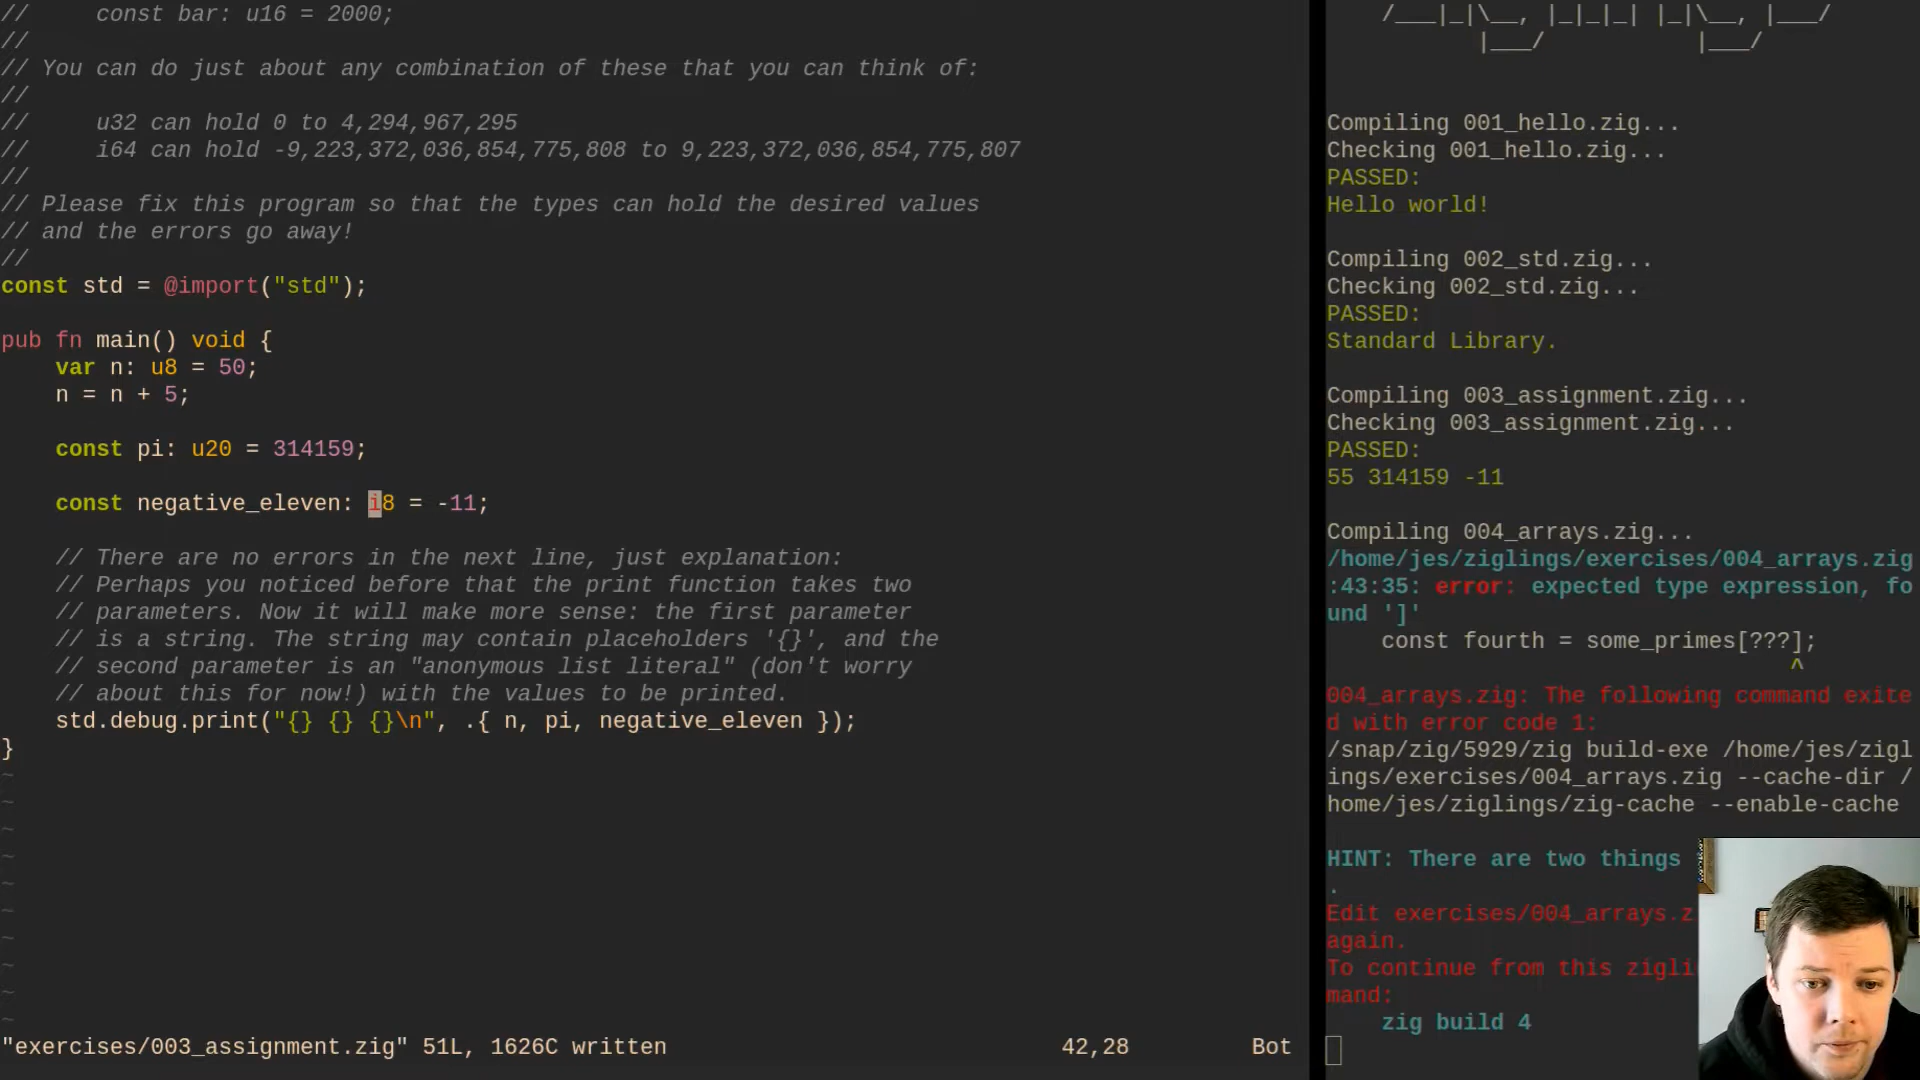 //     const bar: u16 = 2000;
//
// You can do just about any combination of these that you can think of:
//
//     u32 can hold 0 to 4,294,967,295
//     i64 can hold -9,223,372,036,854,775,808 to 9,223,372,036,854,775,807
//
// Please fix this program so that the types can hold the desired values
// and the errors go away!
//
const std = @import("std");
pub fn main() void {
    var n: u8 = 50;
    n = n + 5;
    const pi: u20 = 314159;
    const negative_eleven: i8 = -11;
    // There are no errors in the next line, just explanation:
    // Perhaps you noticed before that the print function takes two
    // parameters. Now it will make more sense: the first parameter
    // is a string. The string may contain placeholders '{}', and the
    // second parameter is an "anonymous list literal" (don't worry
    // about this for now!) with the values to be printed.
    std.debug.print("{} {} {}\n", .{ n, pi, negative_eleven });
}
~
~
~
~
~
~
~
~
~
~
"exercises/003_assignment.zig" 51L, 1626C written 42,28 Bot
/___|_|\__, |_|_|_| |_|\__, |___/
|___/           |___/
Compiling 001_hello.zig...
Checking 001_hello.zig...
PASSED:
Hello world!
Compiling 002_std.zig...
Checking 002_std.zig...
PASSED:
Standard Library.
Compiling 003_assignment.zig...
Checking 003_assignment.zig...
PASSED:
55 314159 -11
Compiling 004_arrays.zig...
/home/jes/ziglings/exercises/004_arrays.zig
:43:35: error: expected type expression, fo
und ']'
    const fourth = some_primes[???];
^
004_arrays.zig: The following command exite
d with error code 1:
/snap/zig/5929/zig build-exe /home/jes/zigl
ings/exercises/004_arrays.zig --cache-dir /
home/jes/ziglings/zig-cache --enable-cache
HINT: There are two things
.
Edit exercises/004_arrays.z
again.
To continue from this zigli
mand:
    zig build 4